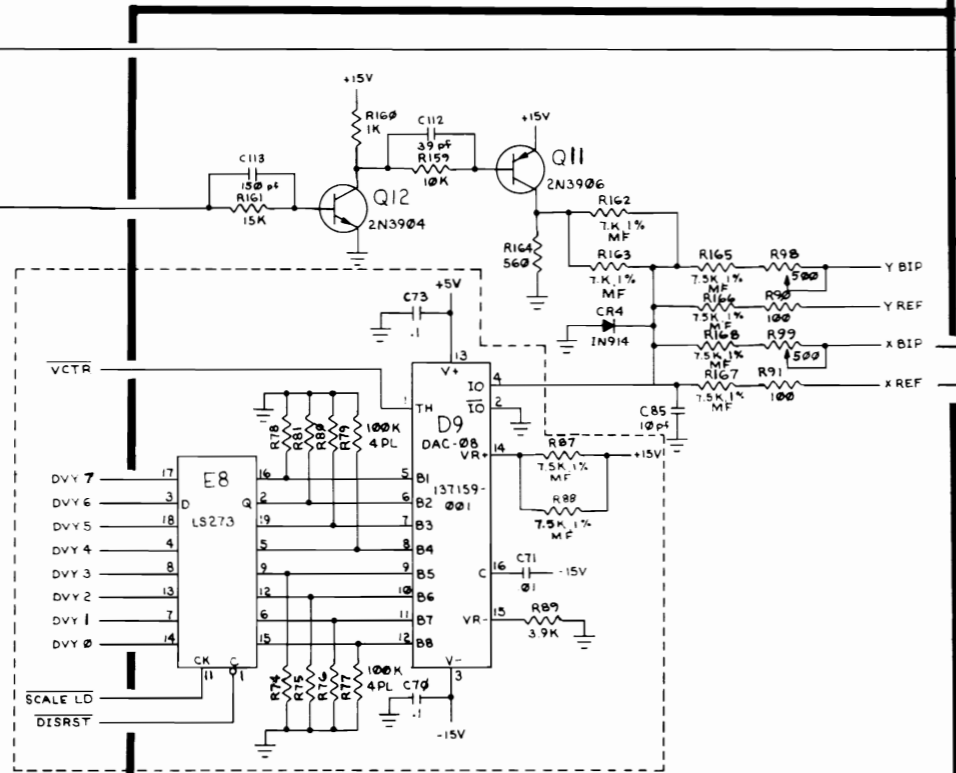 +15V
R160
1K
C112
39 pf
R159
10K
+15V
Q11
2N3906
C113
150 pf
R161
15K
Q12
2N3904
R162
7.K 1%
MF
R164
560
R163
7.K 1%
MF
R165
7.5K 1%
MF
R98
500
Y BIP
R166
7.5K 1%
MF
R90
100
Y REF
R168
7.5K 1%
MF
R99
500
X BIP
R167
7.5K 1%
MF
R91
100
X REF
CR4
IN914
C85
10 pf
C73
.1
+5V
13
V+
VCTR
1
TH
IO
4
IO
2
D9
DAC-08
137159-
001
VR+
14
R87
7.5K 1%
MF
+15V
R88
7.5K 1%
MF
R78
R81
R80
R79
100K
4 PL
E8
LS273
D
Q
DVY 7
17
16
5
B1
DVY 6
3
2
6
B2
DVY 5
18
19
7
B3
DVY 4
4
5
8
B4
DVY 3
8
9
9
B5
DVY 2
13
12
10
B6
DVY 1
7
6
11
B7
DVY 0
14
15
12
B8
C
16
C71
01
-15V
VR-
15
R89
3.9K
CK
11
C
1
SCALE LD
DISRST
R74
R75
R76
R77
100K
4PL
V-
3
C70
.1
-15V